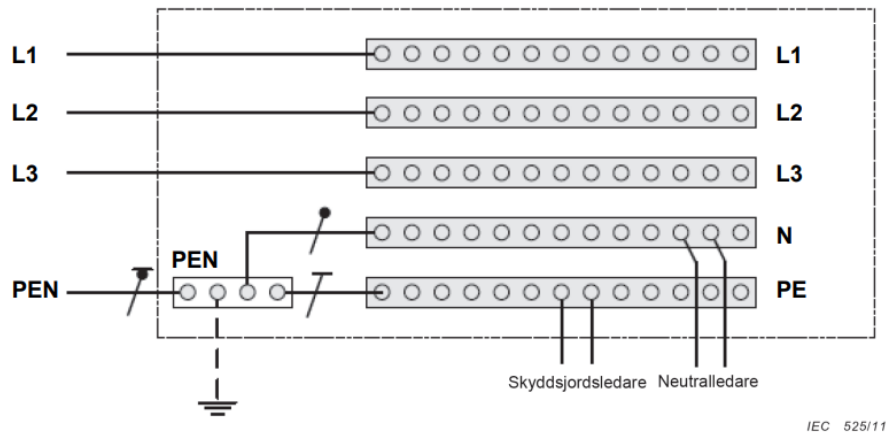 L1 L1
L2 L2
L3 L3
N
PEN
PEN PE
Skyddsjordsledare Neutralledare
IEC 525/11